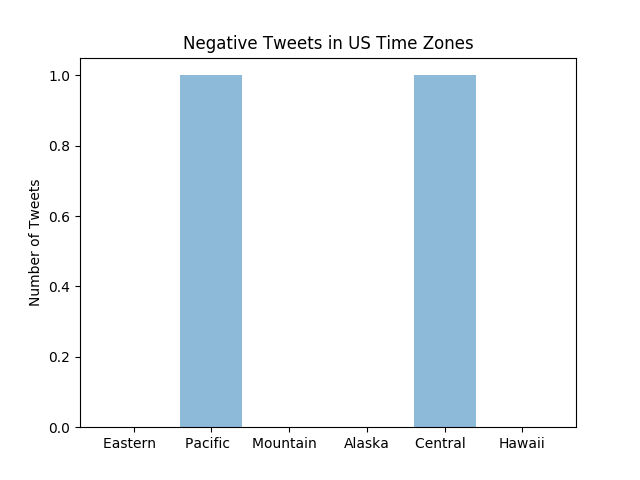 Negative Tweets in US Time Zones
Number of Tweets
1.0
0.8
0.6
0.4
0.2
0.0
Eastern Pacific Mountain Alaska Central Hawaii